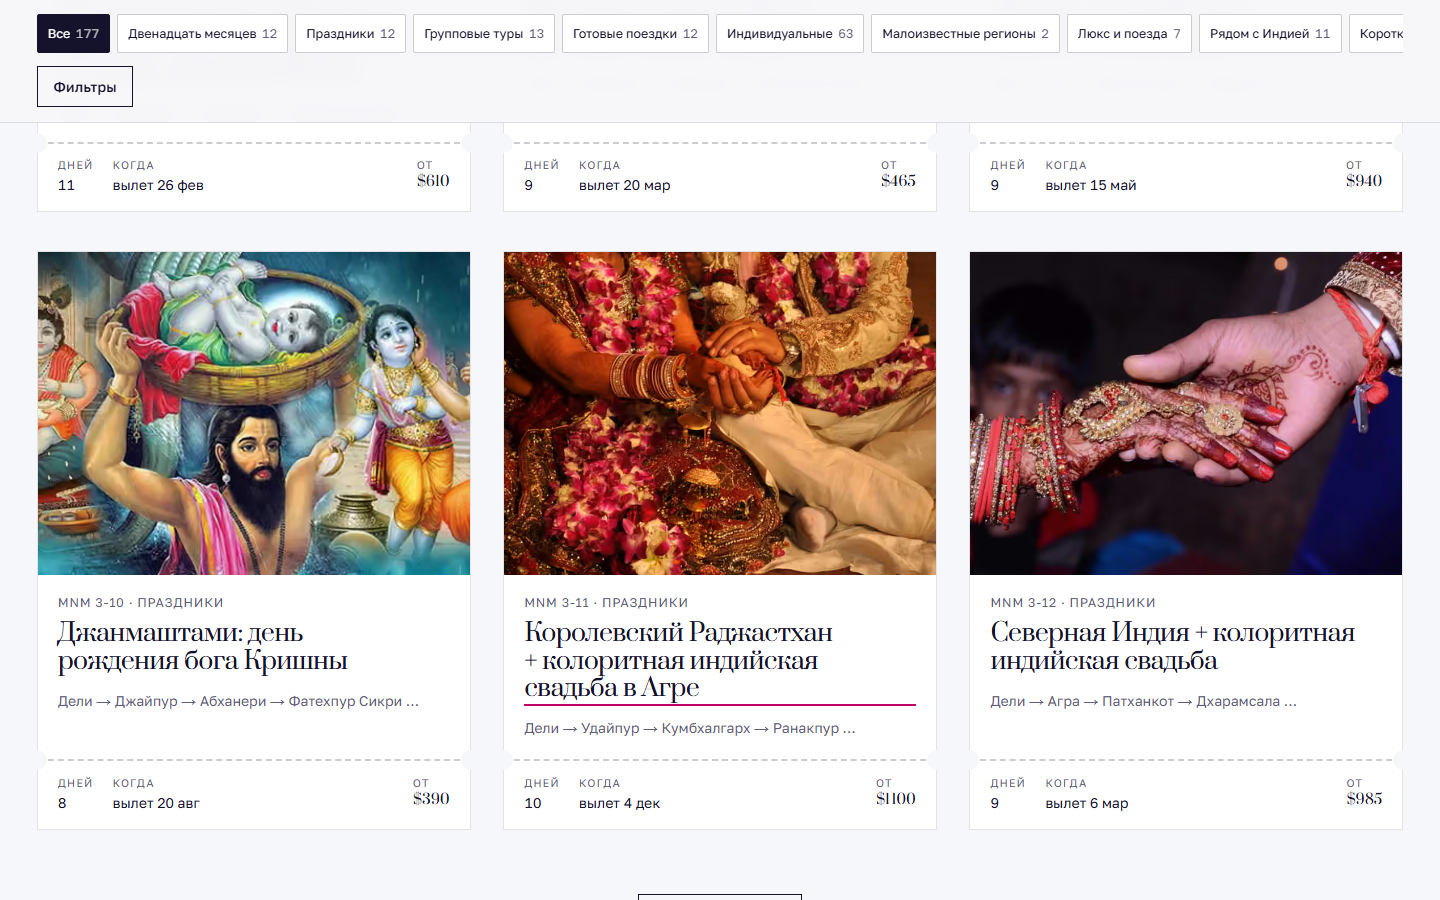 Все 177
Двенадцать месяцев 12
Праздники 12
Групповые туры 13
Готовые поездки 12
Индивидуальные 63
Малоизвестные регионы 2
Люкс и поезда 7
Рядом с Индией 11
Коротк
Фильтры
ДНЕЙ КОГДА ОТ
11 вылет 26 фев $610
ДНЕЙ КОГДА ОТ
9 вылет 20 мар $465
ДНЕЙ КОГДА ОТ
9 вылет 15 май $940
MNM 3-10 · ПРАЗДНИКИ
Джанмаштами: день
рождения бога Кришны
Дели → Джайпур → Абханери → Фатехпур Сикри ...
ДНЕЙ КОГДА ОТ
8 вылет 20 авг $390
MNM 3-11 · ПРАЗДНИКИ
Королевский Раджастхан
+ колоритная индийская
свадьба в Агре
Дели → Удайпур → Кумбхалгарх → Ранакпур ...
ДНЕЙ КОГДА ОТ
10 вылет 4 дек $1100
MNM 3-12 · ПРАЗДНИКИ
Северная Индия + колоритная
индийская свадьба
Дели → Агра → Патханкот → Дхарамсала ...
ДНЕЙ КОГДА ОТ
9 вылет 6 мар $985